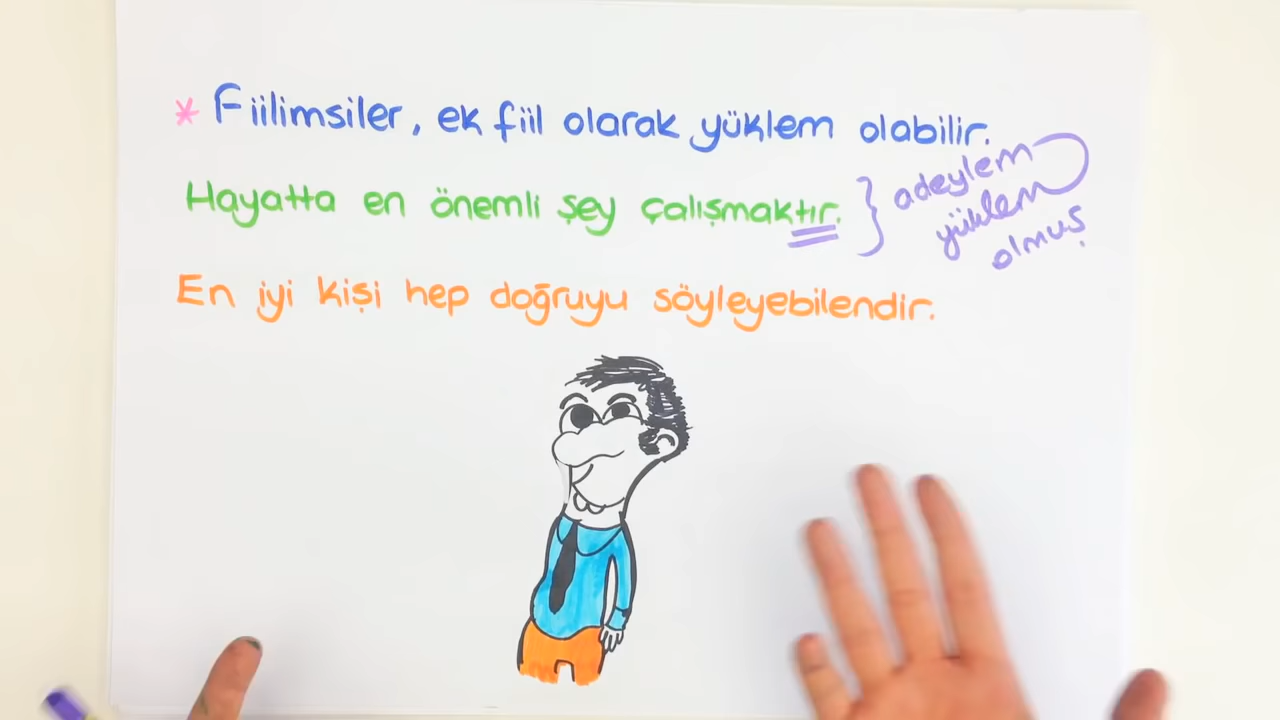 * Fiilimsiler, ek fiil olarak yüklem olabilir.
Hayatta en önemli şey çalışmaktır. } adeylem
yüklem
olmuş
En iyi kişi hep doğruyu söyleyebilendir.